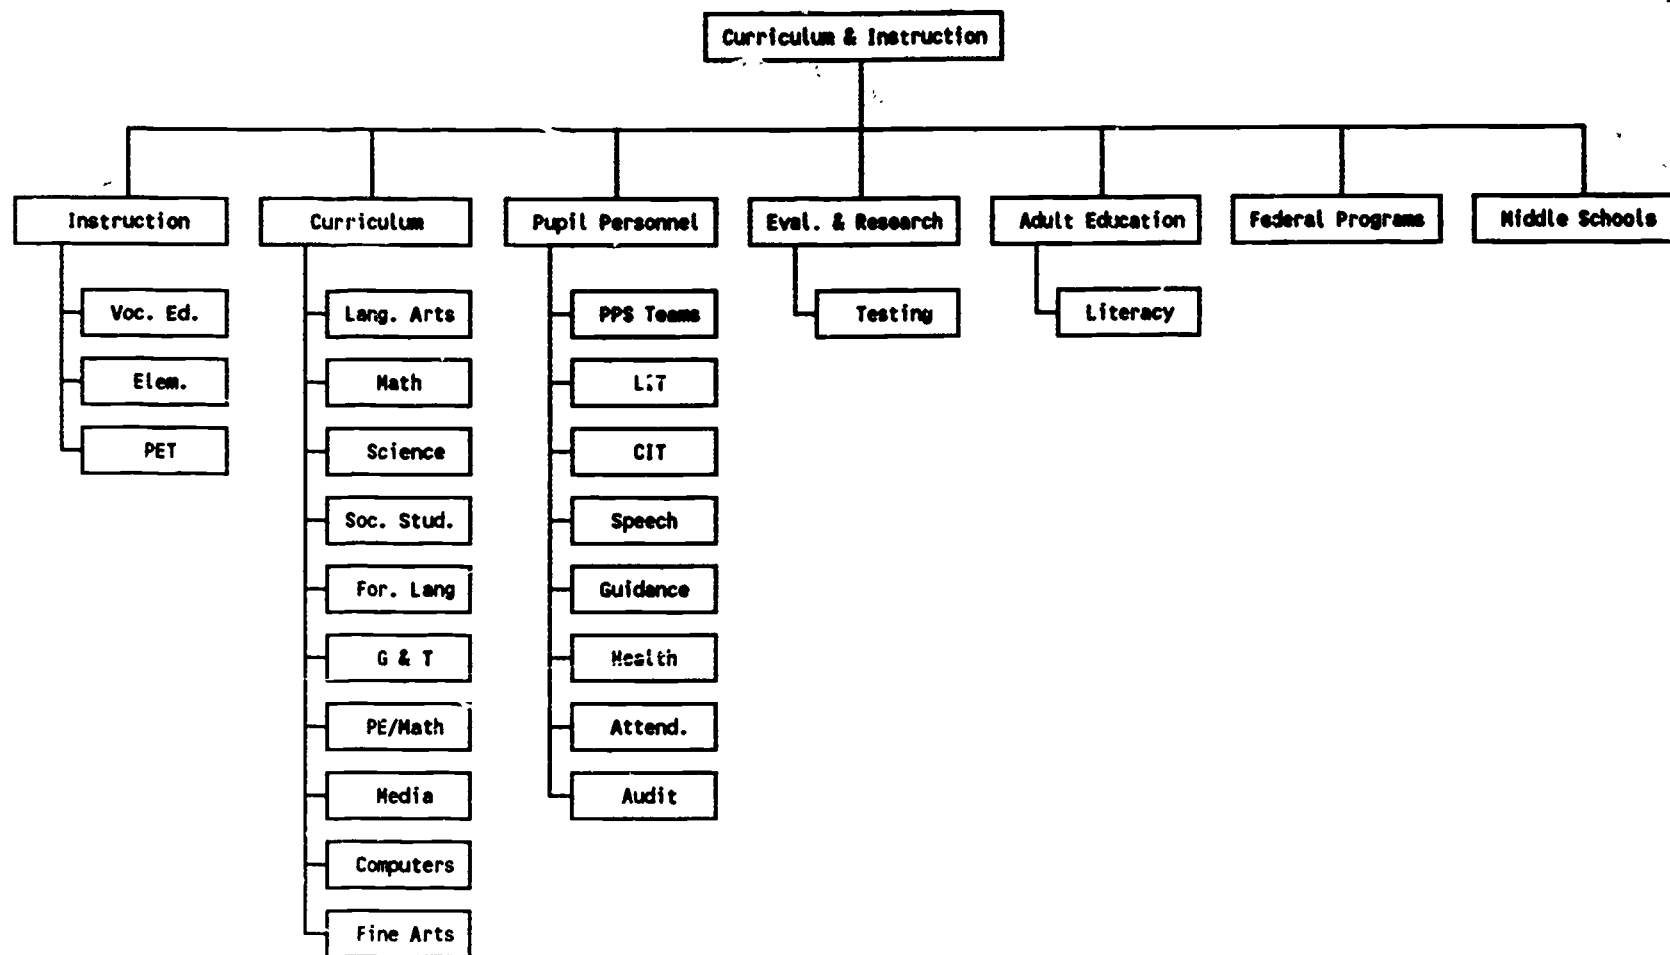 Curriculum & Instruction
Instruction
Curriculum
Pupil Personnel
Eval. & Research
Adult Education
Federal Programs
Middle Schools
Voc. Ed.
Elem.
PET
Lang. Arts
Math
Science
Soc. Stud.
For. Lang
G & T
PE/Math
Media
Computers
Fine Arts
PPS Teams
CIT
Speech
Guidance
Health
Attend.
Audit
Testing
Literacy